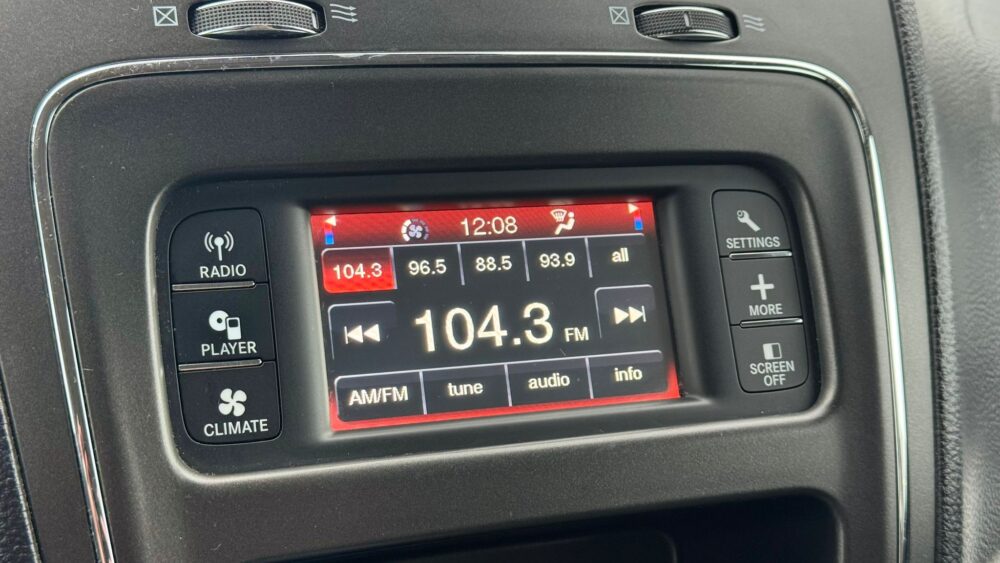 12:08
104.3 96.5 88.5 93.9 all
104.3 FM
AM/FM tune audio info
RADIO
PLAYER
CLIMATE
SETTINGS
MORE
SCREEN
OFF